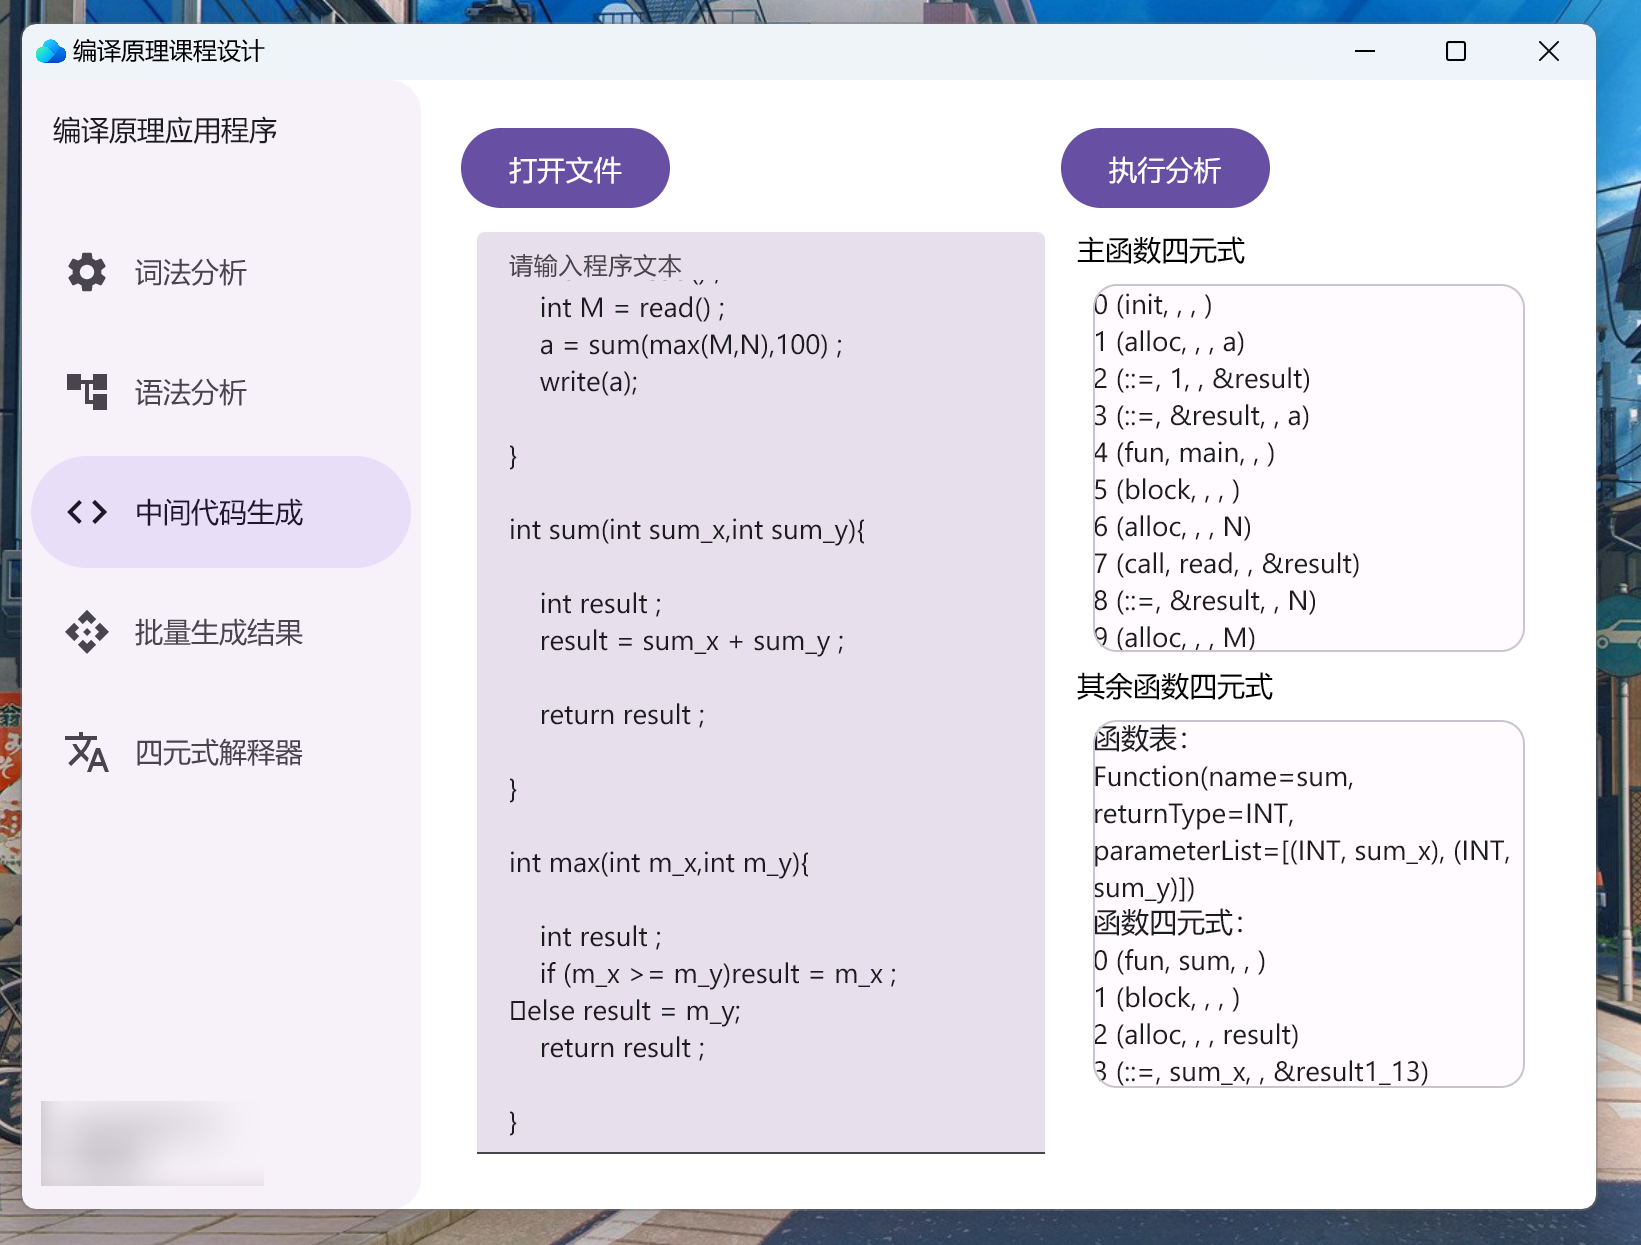 编译原理课程设计
编译原理应用程序
词法分析
语法分析
中间代码生成
批量生成结果
四元式解释器
打开文件
请输入程序文本
int M = read() ;
a = sum(max(M,N),100) ;
write(a);
}
int sum(int sum_x,int sum_y){
int result ;
result = sum_x + sum_y ;
return result ;
}
int max(int m_x,int m_y){
int result ;
if (m_x >= m_y)result = m_x ;
else result = m_y;
return result ;
}
执行分析
主函数四元式
0 (init, , , )
1 (alloc, , , a)
2 (::=, 1, , &result)
3 (::=, &result, , a)
4 (fun, main, , )
5 (block, , , )
6 (alloc, , , N)
7 (call, read, , &result)
8 (::=, &result, , N)
9 (alloc, , , M)
其余函数四元式
函数表：
Function(name=sum,
returnType=INT,
parameterList=[(INT, sum_x), (INT,
sum_y)])
函数四元式：
0 (fun, sum, , )
1 (block, , , )
2 (alloc, , , result)
3 (::=, sum_x, , &result1_13)